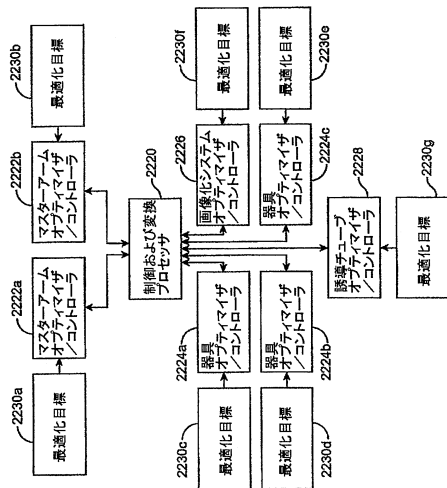 2230a
最適化目標
2222a
マスターアーム
オプティマイザ
/コントローラ
2222b
マスターアーム
オプティマイザ
/コントローラ
2230b
最適化目標
2220
制御および変換
プロセッサ
2230c
最適化目標
2224a
器具
オプティマイザ
/コントローラ
2226
画像化システム
オプティマイザ
/コントローラ
2230f
最適化目標
2230d
最適化目標
2224b
器具
オプティマイザ
/コントローラ
2224c
器具
オプティマイザ
/コントローラ
2230e
最適化目標
2228
誘導チューブ
オプティマイザ
/コントローラ
2230g
最適化目標